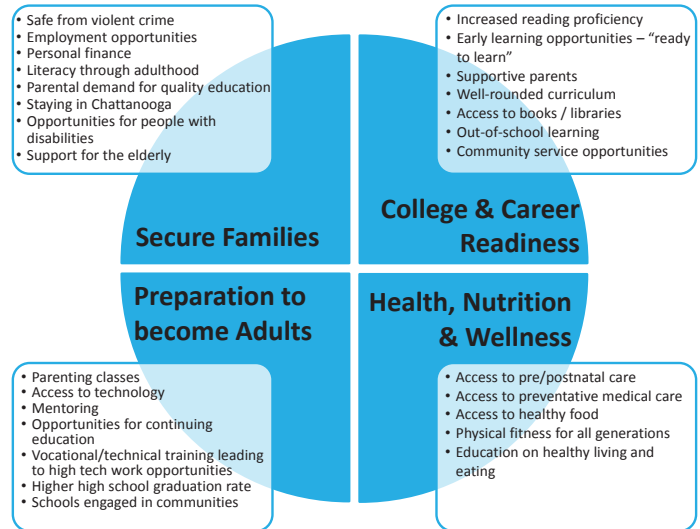 • Safe from violent crime
• Employment opportunities
• Personal finance
• Literacy through adulthood
• Parental demand for quality education
• Staying in Chattanooga
• Opportunities for people with
disabilities
• Support for the elderly
• Increased reading proficiency
• Early learning opportunities – “ready
to learn”
• Supportive parents
• Well-rounded curriculum
• Access to books / libraries
• Out-of-school learning
• Community service opportunities
Secure Families
College & Career
Readiness
Preparation to
become Adults
Health, Nutrition
& Wellness
• Parenting classes
• Access to technology
• Mentoring
• Opportunities for continuing
education
• Vocational/technical training leading
to high tech work opportunities
• Higher high school graduation rate
• Schools engaged in communities
• Access to pre/postnatal care
• Access to preventative medical care
• Access to healthy food
• Physical fitness for all generations
• Education on healthy living and
eating